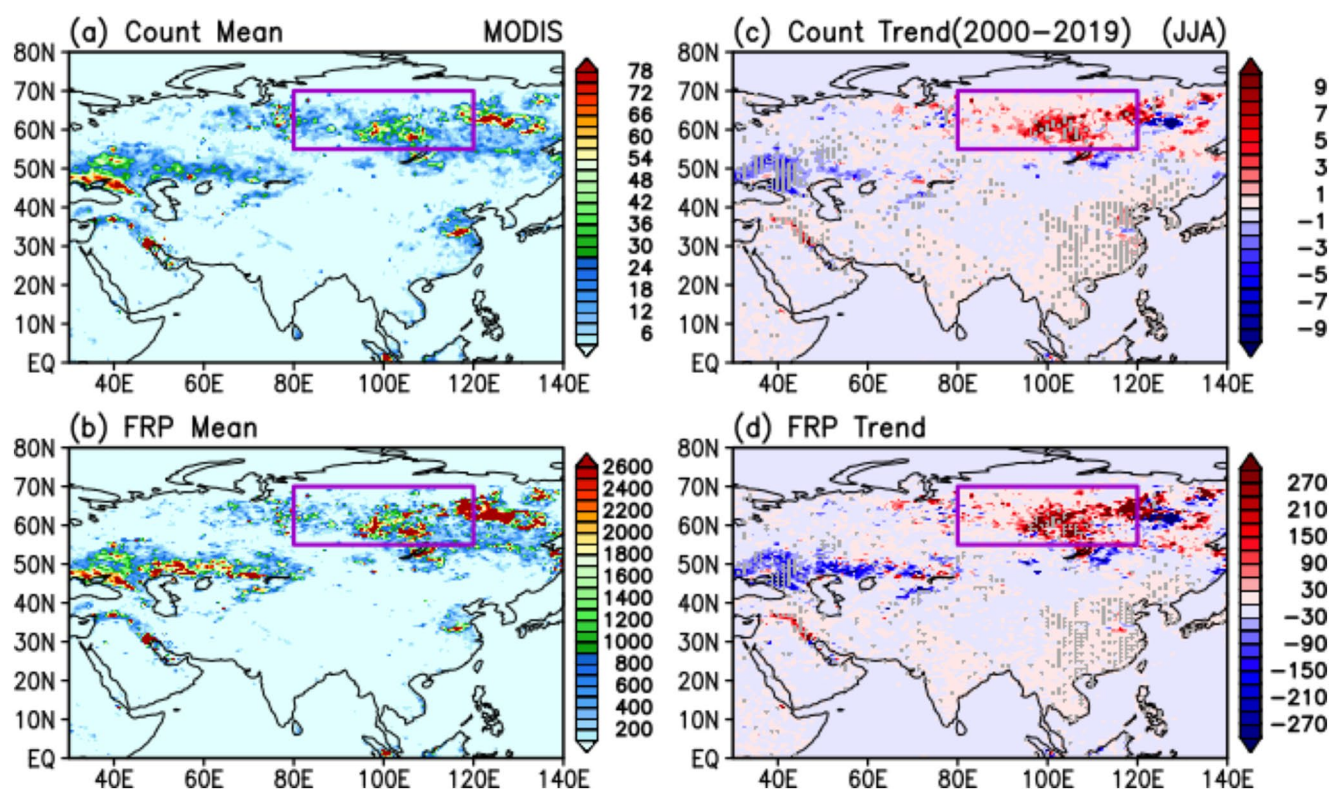 (a) Count Mean MODIS
80N
70N
60N
50N
40N
30N
20N
10N
EQ
40E 60E 80E 100E 120E 140E
78
72
66
60
54
48
42
36
30
24
18
12
6
(c) Count Trend(2000−2019) (JJA)
80N
70N
60N
50N
40N
30N
20N
10N
EQ
40E 60E 80E 100E 120E 140E
9
7
5
3
1
−1
−3
−5
−7
−9
(b) FRP Mean
80N
70N
60N
50N
40N
30N
20N
10N
EQ
40E 60E 80E 100E 120E 140E
2600
2400
2200
2000
1800
1600
1400
1200
1000
800
600
400
200
(d) FRP Trend
80N
70N
60N
50N
40N
30N
20N
10N
EQ
40E 60E 80E 100E 120E 140E
270
210
150
90
30
−30
−90
−150
−210
−270